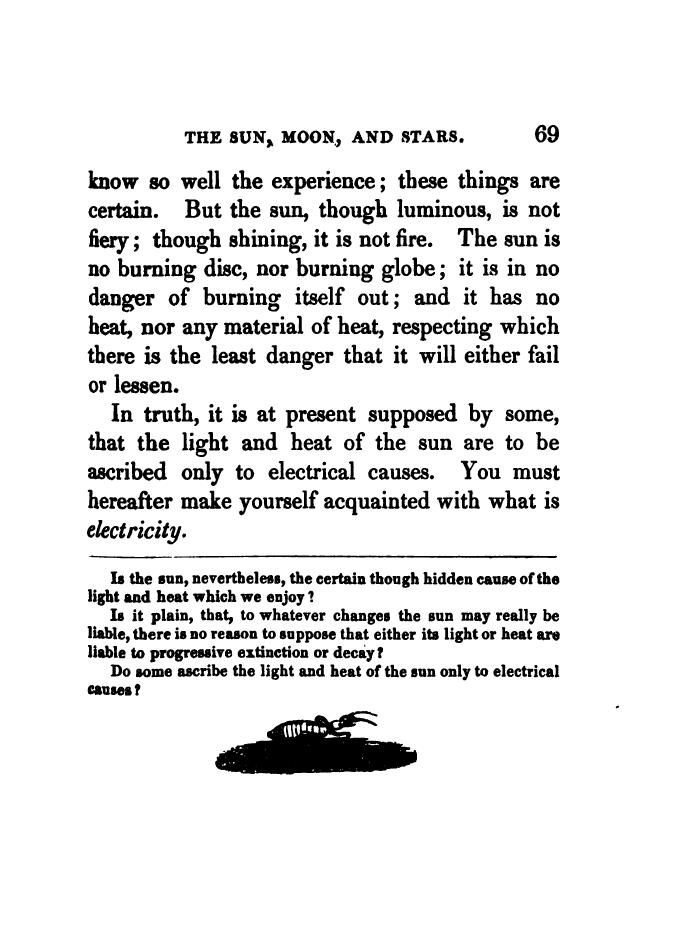 THE SUN, MOON, AND STARS. 69
know so well the experience; these things are
certain. But the sun, though luminous, is not
fiery; though shining, it is not fire. The sun is
no burning disc, nor burning globe; it is in no
danger of burning itself out; and it has no
heat, nor any material of heat, respecting which
there is the least danger that it will either fail
or lessen.
In truth, it is at present supposed by some,
that the light and heat of the sun are to be
ascribed only to electrical causes. You must
hereafter make yourself acquainted with what is
electricity.
Is the sun, nevertheless, the certain though hidden cause of the
light and heat which we enjoy?
Is it plain, that, to whatever changes the sun may really be
liable, there is no reason to suppose that either its light or heat are
liable to progressive extinction or decay?
Do some ascribe the light and heat of the sun only to electrical
causes?